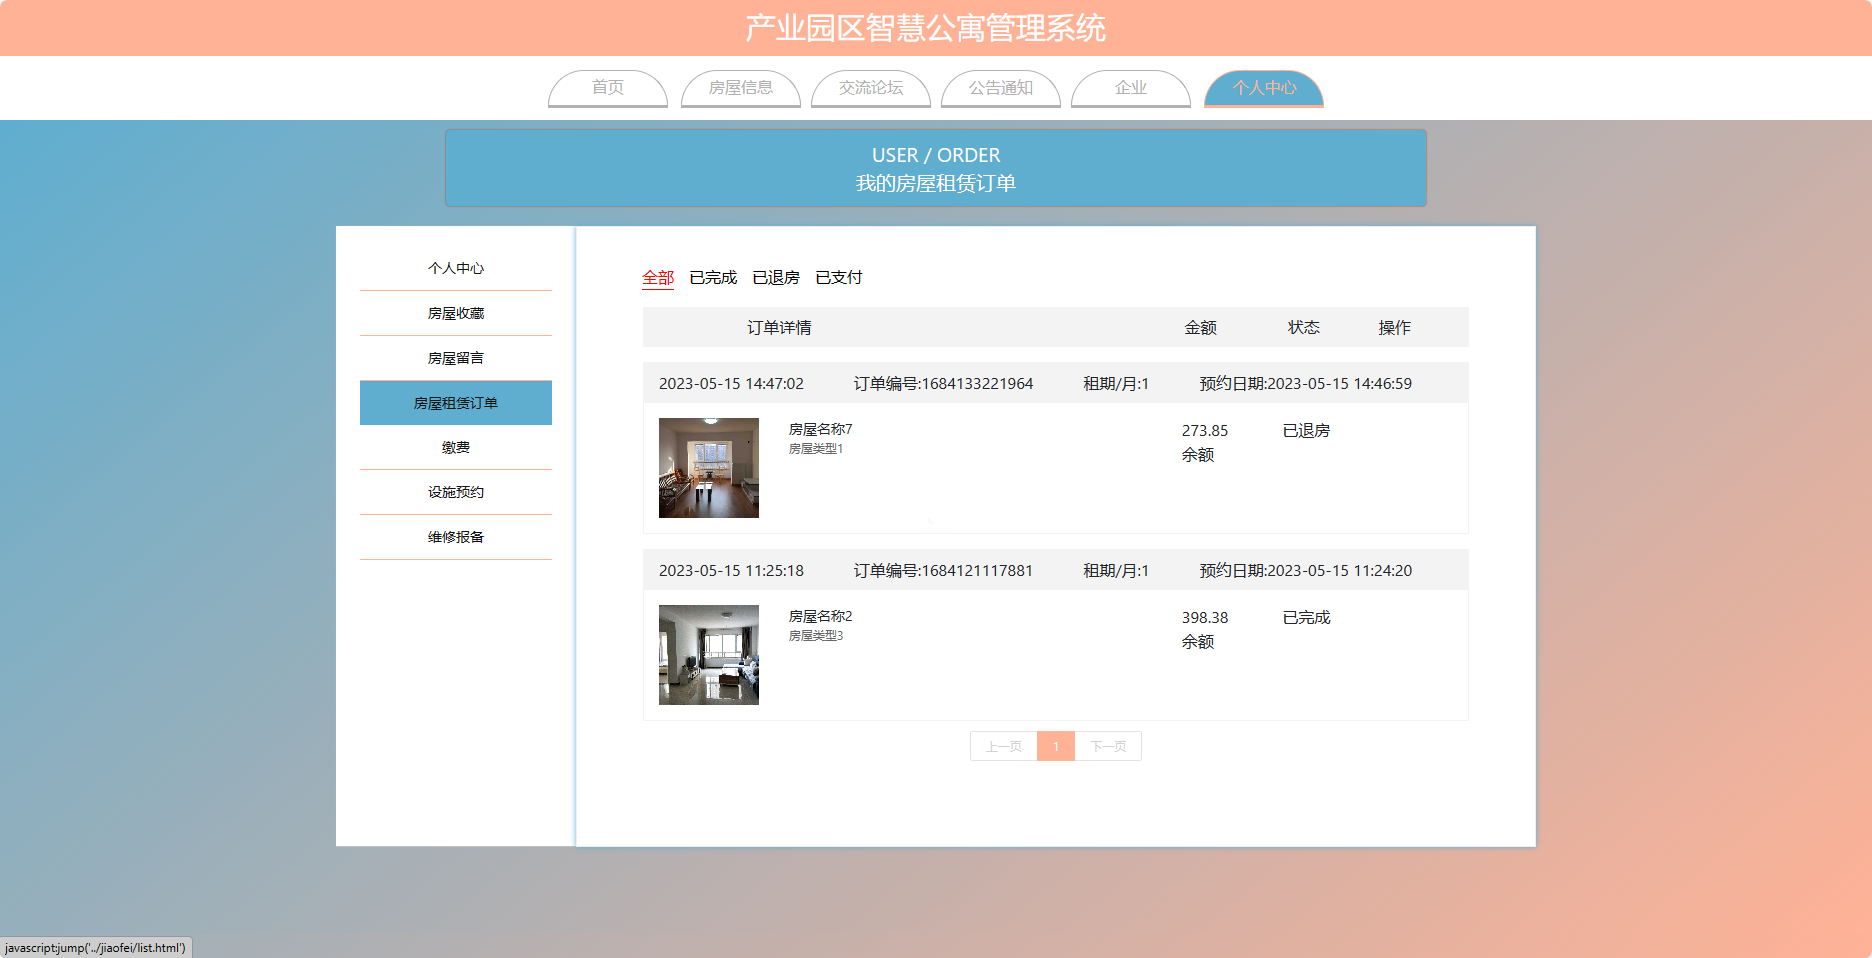 产业园区智慧公寓管理系统
首页 房屋信息 交流论坛 公告通知 企业 个人中心
USER / ORDER
我的房屋租赁订单
个人中心
房屋收藏
房屋留言
房屋租赁订单
缴费
设施预约
维修报备
全部 已完成 已退房 已支付
订单详情 金额 状态 操作
2023-05-15 14:47:02 订单编号:1684133221964 租期/月:1 预约日期:2023-05-15 14:46:59
房屋名称7 273.85 已退房
房屋类型1 余额
2023-05-15 11:25:18 订单编号:1684121117881 租期/月:1 预约日期:2023-05-15 11:24:20
房屋名称2 398.38 已完成
房屋类型3 余额
上一页 1 下一页
javascript:jump('../jiaofei/list.html')